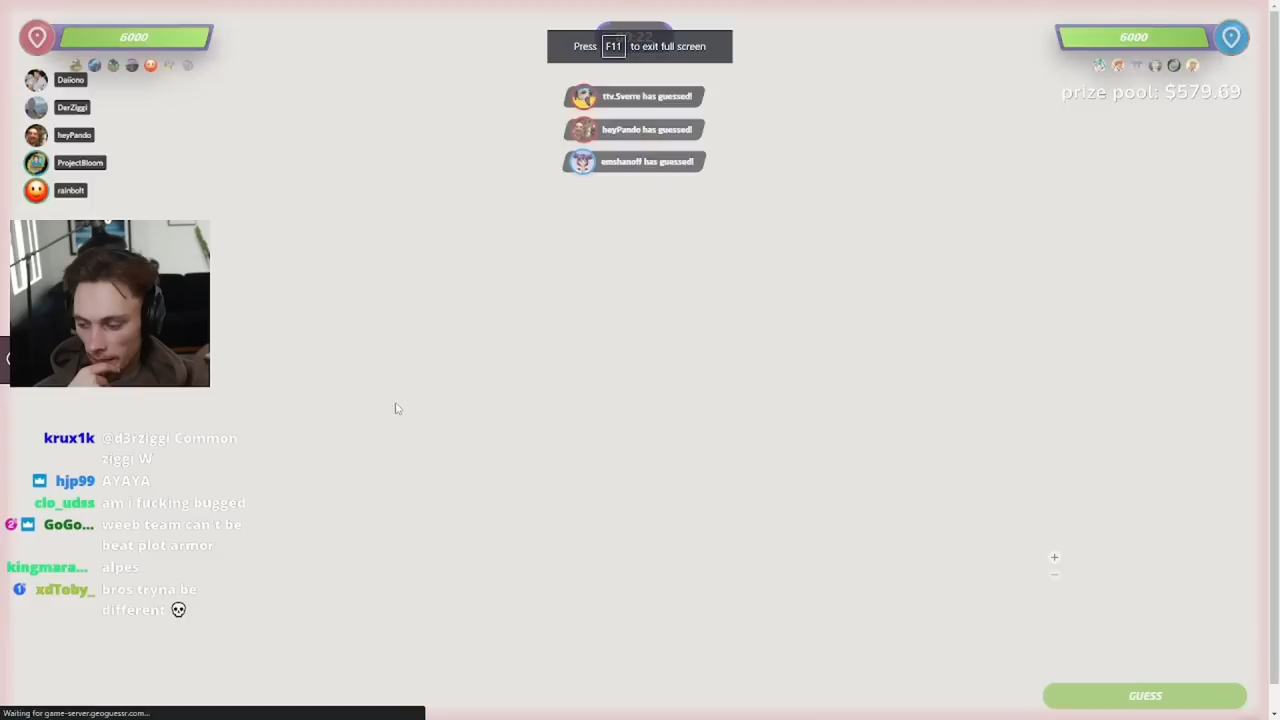 6000
Press F11 to exit full screen
6000
Daiiono
DerZiggi
heyPando
ProjectBloom
rainbolt
ttv.Sverre has guessed!
heyPando has guessed!
emshanoff has guessed!
prize pool: $579.69
krux1k @d3rziggi Common
ziggi W
hjp99 AYAYA
clo_udss am i fucking bugged
2 GoGo... weeb team can't be
beat plot armor
kingmara... alpes
1 xdToby_ bros tryna be
different 💀
+
−
GUESS
Waiting for game-server.geoguessr.com...